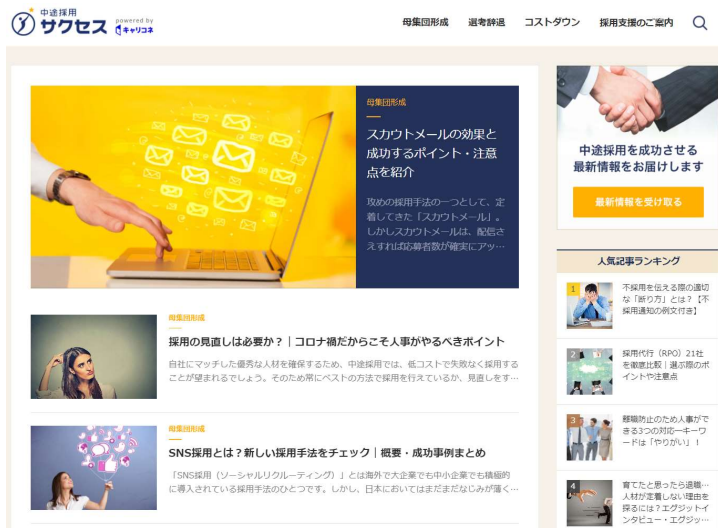 中途採用
サクセス
powered by
キャリコネ
母集団形成
選考辞退
コストダウン
採用支援のご案内
母集団形成
スカウトメールの効果と
成功するポイント・注意
点を紹介
攻めの採用手法の一つとして、定
着してきた「スカウトメール」。
しかしスカウトメールは、配信さ
えすれば応募者数が確実にアッ…
母集団形成
採用の見直しは必要か？｜コロナ禍だからこそ人事がやるべきポイント
自社にマッチした優秀な人材を確保するため、中途採用では、低コストで失敗なく採用する
ことが望まれるでしょう。そのため常にベストの方法で採用を行えているか、見直しをす…
母集団形成
SNS採用とは？新しい採用手法をチェック｜概要・成功事例まとめ
「SNS採用（ソーシャルリクルーティング）」とは海外で大企業でも中小企業でも積極的
に導入されている採用手法のひとつです。しかし、日本においてはまだまだなじみが薄く…
中途採用を成功させる
最新情報をお届けします
最新情報を受け取る
人気記事ランキング
1
不採用を伝える際の適切
な「断り方」とは？【不
採用通知の例文付き】
2
採用代行（RPO）21社
を徹底比較｜選ぶ際のポ
イントや注意点
3
離職防止のため人事がで
きる3つの対応―キーワ
ードは「やりがい」！
4
育てたと思ったら退職…
人材が定着しない理由を
探るには？エグジットイ
ンタビュー・エグジッ…